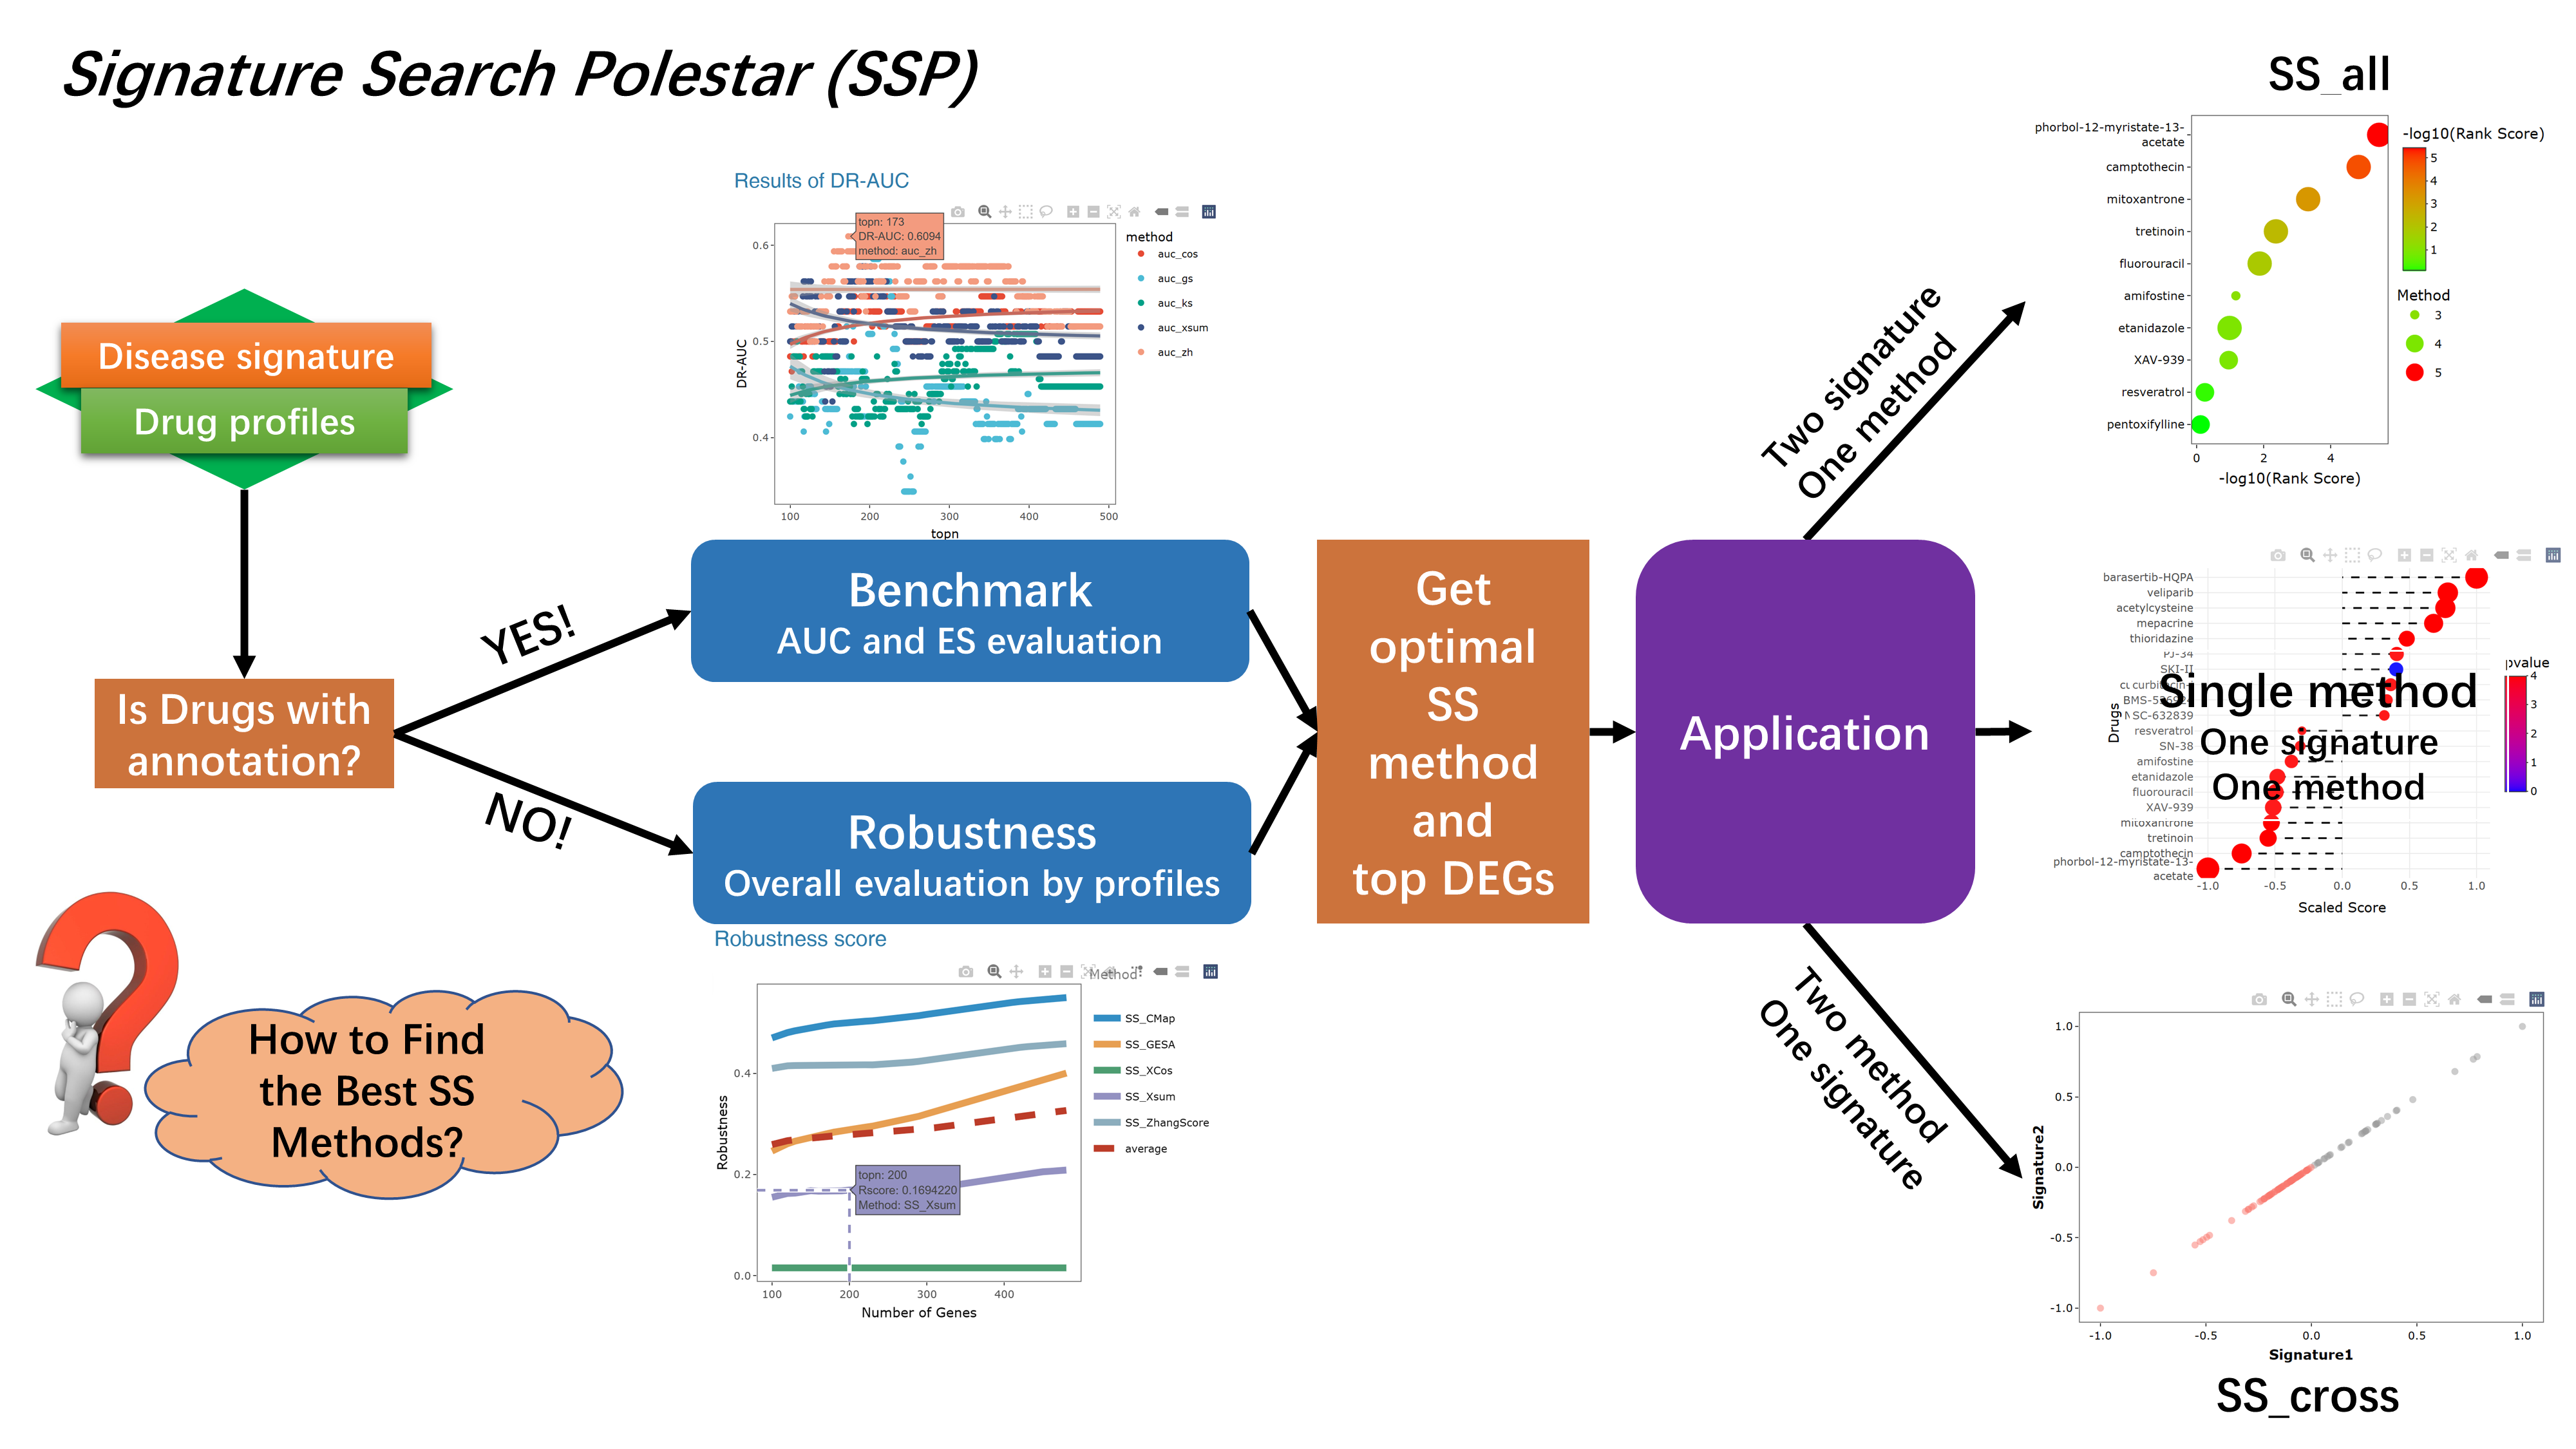 Signature Search Polestar (SSP)
Disease signature
Drug profiles
Is Drugs with
annotation?
YES!
NO!
How to Find
the Best SS
Methods?
Results of DR-AUC
topn: 173
DR-AUC: 0.6094
method: auc_zh
0.6
0.5
0.4
DR-AUC
100
200
300
400
500
topn
method
auc_cos
auc_gs
auc_ks
auc_xsum
auc_zh
Benchmark
AUC and ES evaluation
Robustness
Overall evaluation by profiles
Robustness score
Method
0.4
0.2
0.0
Robustness
topn: 200
Rscore: 0.1694220
Method: SS_Xsum
100
200
300
400
Number of Genes
SS_CMap
SS_GESA
SS_XCos
SS_Xsum
SS_ZhangScore
average
Get
optimal
SS
method
and
top DEGs
Application
Two signature
One method
Two method
One signature
SS_all
phorbol-12-myristate-13-
acetate
camptothecin
mitoxantrone
tretinoin
fluorouracil
amifostine
etanidazole
XAV-939
resveratrol
pentoxifylline
0
2
4
-log10(Rank Score)
-log10(Rank Score)
5
4
3
2
1
Method
3
4
5
barasertib-HQPA
veliparib
acetylcysteine
mepacrine
thioridazine
PJ-34
SKI-II
NSC-632839
resveratrol
SN-38
amifostine
etanidazole
fluorouracil
XAV-939
mitoxantrone
tretinoin
camptothecin
phorbol-12-myristate-13-
acetate
Drugs
Single method
One signature
One method
-1.0
-0.5
0.0
0.5
1.0
Scaled Score
pvalue
4
3
2
1
0
1.0
0.5
0.0
-0.5
-1.0
Signature2
-1.0
-0.5
0.0
0.5
1.0
Signature1
SS_cross